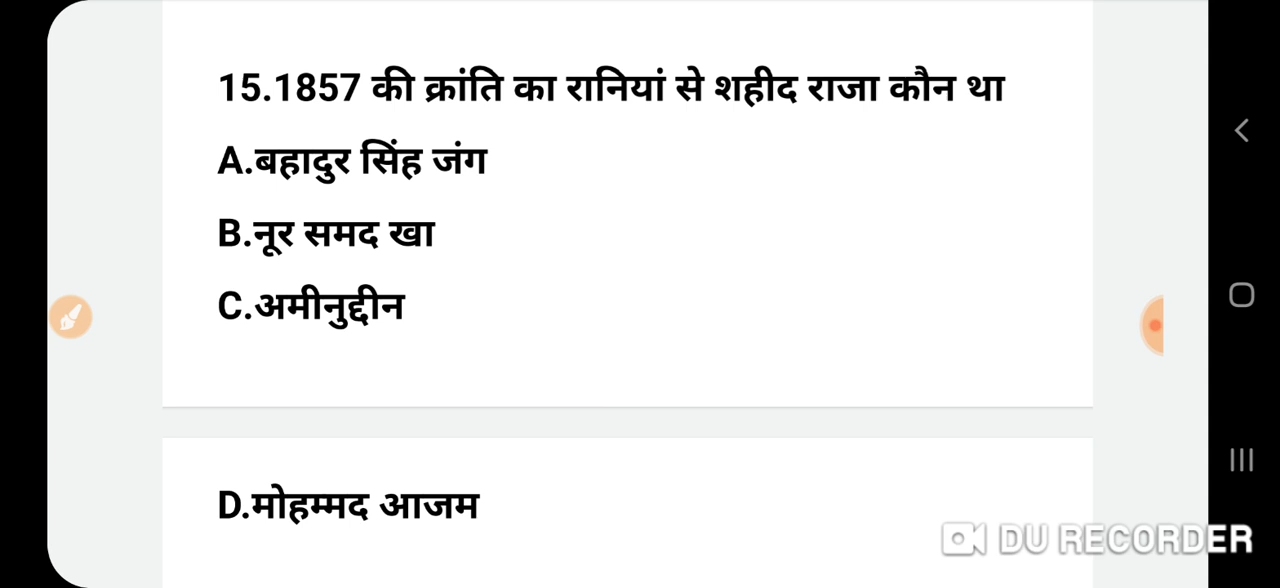 15.1857 की क्रांति का रानियां से शहीद राजा कौन था
A.बहादुर सिंह जंग
B.नूर समद खा
C.अमीनुद्दीन
D.मोहम्मद आजम
DU RECORDER